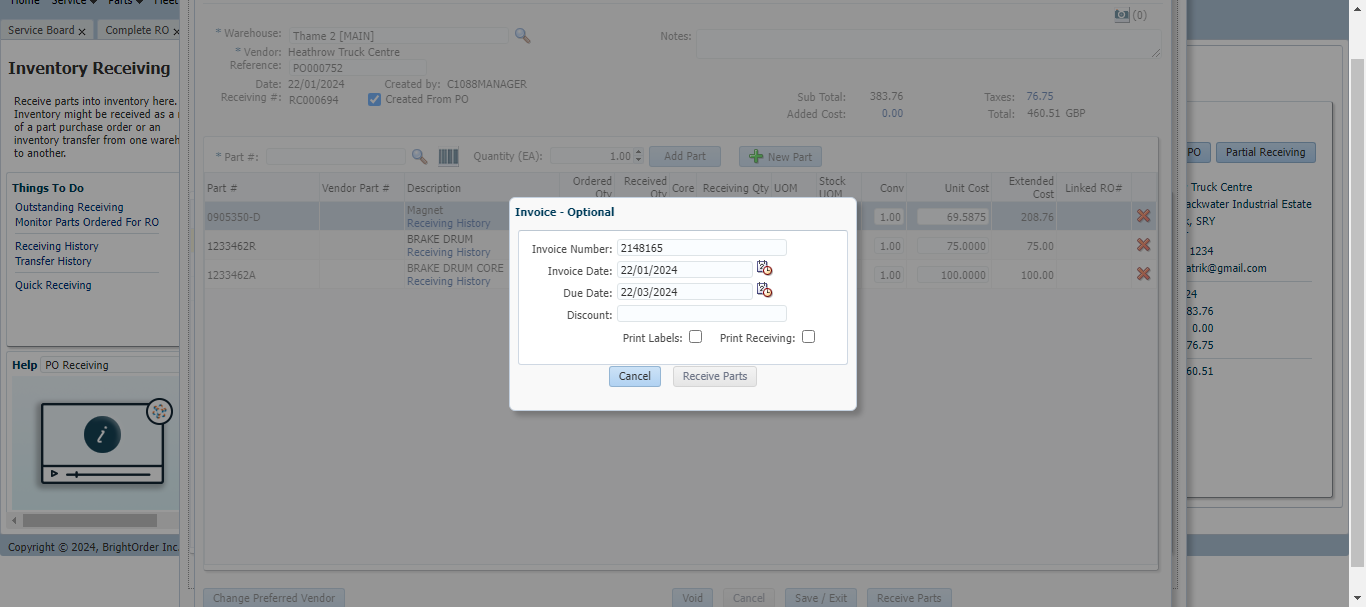 Home Service Parts Fleet
Service Board x Complete RO x
Inventory Receiving
Receive parts into inventory here.
Inventory might be received as a
of a part purchase order or an
inventory transfer from one
to another.
Things To Do
Outstanding Receiving
Monitor Parts Ordered For RO
Receiving History
Transfer History
Quick Receiving
Help PO Receiving
i
Copyright © 2024, BrightOrder Inc.
(0)
* Warehouse: Thame 2 [MAIN]
Notes:
* Vendor: Heathrow Truck Centre
Reference: PO000752
Date: 22/01/2024 Created by: C1088MANAGER
Receiving #: RC000694 Created From PO
Sub Total: 383.76 Taxes: 76.75
Added Cost: 0.00 Total: 460.51 GBP
* Part #: Quantity (EA): 1.00 Add Part New Part
Part # Vendor Part # Description Ordered Qty Received Qty Core Receiving Qty UOM Stock UOM Conv Unit Cost Extended Cost Linked RO#
0905350-D Magnet 1.00 69.5875 208.76
Receiving History
1233462R BRAKE DRUM 1.00 75.0000 75.00
Receiving History
1233462A BRAKE DRUM CORE 1.00 100.0000 100.00
Receiving History
Invoice - Optional
Invoice Number: 2148165
Invoice Date: 22/01/2024
Due Date: 22/03/2024
Discount:
Print Labels: Print Receiving:
Cancel Receive Parts
Change Preferred Vendor Void Cancel Save / Exit Receive Parts
PO Partial Receiving
Truck Centre
ackwater Industrial Estate
, SRY
1234
atrik@gmail.com
24
83.76
0.00
76.75
60.51